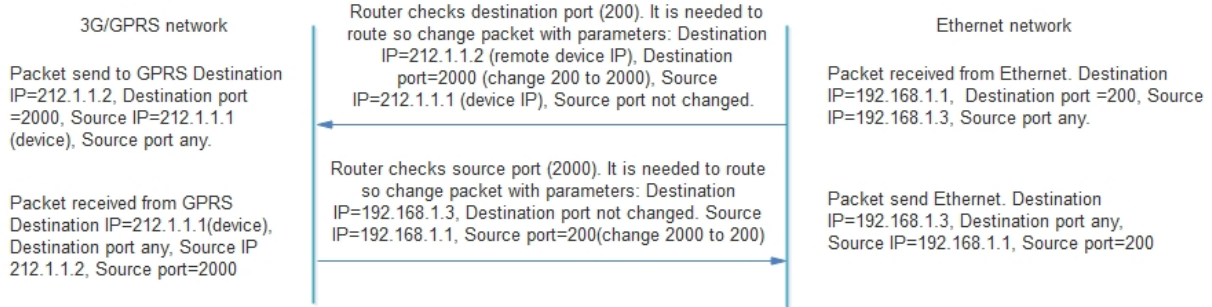 3G/GPRS network
Packet send to GPRS Destination
IP=212.1.1.2, Destination port
=2000, Source IP=212.1.1.1
(device), Source port any.
Packet received from GPRS
Destination IP=212.1.1.1(device),
Destination port any, Source IP
212.1.1.2, Source port=2000
Router checks destination port (200). It is needed to
route so change packet with parameters: Destination
IP=212.1.1.2 (remote device IP), Destination
port=2000 (change 200 to 2000), Source
IP=212.1.1.1 (device IP), Source port not changed.
Router checks source port (2000). It is needed to route
so change packet with parameters: Destination
IP=192.168.1.3, Destination port not changed. Source
IP=192.168.1.1, Source port=200(change 2000 to 200)
Ethernet network
Packet received from Ethernet. Destination
IP=192.168.1.1, Destination port =200, Source
IP=192.168.1.3, Source port any.
Packet send Ethernet. Destination
IP=192.168.1.3, Destination port any,
Source IP=192.168.1.1, Source port=200